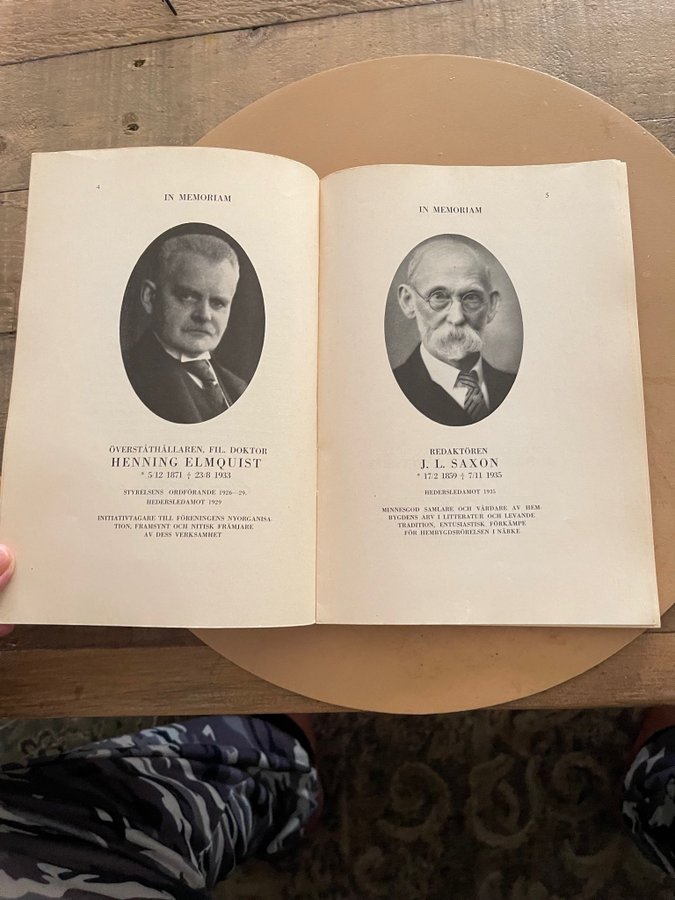 4
IN MEMORIAM
ÖVERSTÅTHÅLLAREN, FIL. DOKTOR
HENNING ELMQUIST
* 5/12 1871 † 23/8 1933
STYRELSENS ORDFÖRANDE 1926—29.
HEDERSLEDAMOT 1929
INITIATIVTAGARE TILL FÖRENINGENS NYORGANISA-
TION, FRAMSYNT OCH NITISK FRÄMJARE
AV DESS VERKSAMHET
5
IN MEMORIAM
REDAKTÖREN
J. L. SAXON
* 17/2 1859 † 7/11 1935
HEDERSLEDAMOT 1935
MINNESGOD SAMLARE OCH VÅRDARE AV HEM-
BYGDENS ARV I LITTERATUR OCH LEVANDE
TRADITION, ENTUSIASTISK FÖRKÄMPE
FÖR HEMBYGDSRÖRELSEN I NÄRKE